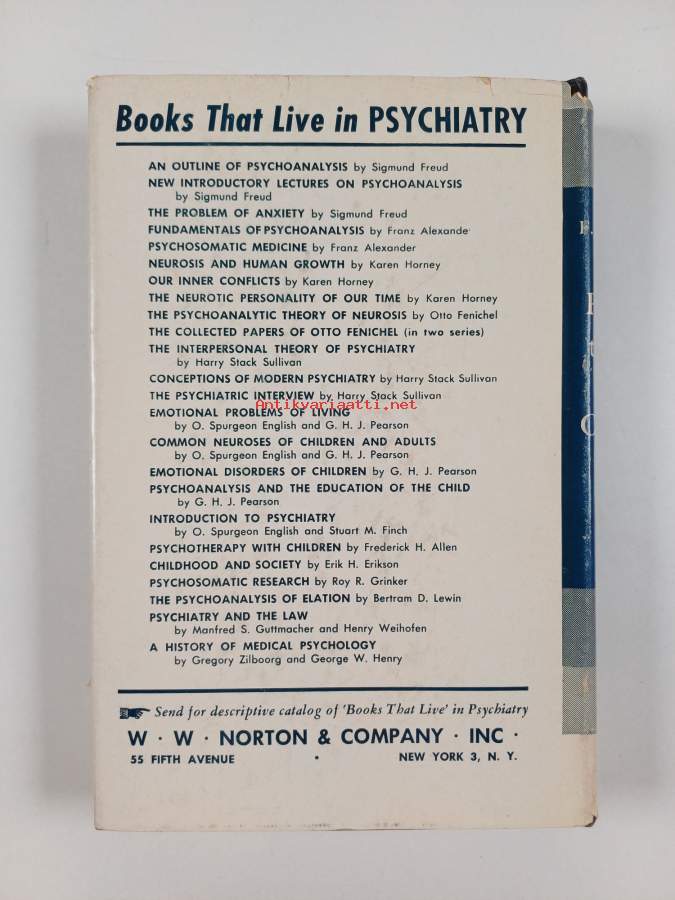 Books That Live in PSYCHIATRY
AN OUTLINE OF PSYCHOANALYSIS by Sigmund Freud
NEW INTRODUCTORY LECTURES ON PSYCHOANALYSIS
by Sigmund Freud
THE PROBLEM OF ANXIETY by Sigmund Freud
FUNDAMENTALS OF PSYCHOANALYSIS by Franz Alexande
PSYCHOSOMATIC MEDICINE by Franz Alexander
NEUROSIS AND HUMAN GROWTH by Karen Horney
OUR INNER CONFLICTS by Karen Horney
THE NEUROTIC PERSONALITY OF OUR TIME by Karen Horney
THE PSYCHOANALYTIC THEORY OF NEUROSIS by Otto Fenichel
THE COLLECTED PAPERS OF OTTO FENICHEL (in two series)
THE INTERPERSONAL THEORY OF PSYCHIATRY
by Harry Stack Sullivan
CONCEPTIONS OF MODERN PSYCHIATRY by Harry Stack Sullivan
THE PSYCHIATRIC INTERVIEW by Harry Stack Sullivan
Antikvariaatti.net
EMOTIONAL PROBLEMS OF LIVING
by O. Spurgeon English and G. H. J. Pearson
COMMON NEUROSES OF CHILDREN AND ADULTS
by O. Spurgeon English and G. H. J. Pearson
EMOTIONAL DISORDERS OF CHILDREN by G. H. J. Pearson
PSYCHOANALYSIS AND THE EDUCATION OF THE CHILD
by G. H. J. Pearson
INTRODUCTION TO PSYCHIATRY
by O. Spurgeon English and Stuart M. Finch
PSYCHOTHERAPY WITH CHILDREN by Frederick H. Allen
CHILDHOOD AND SOCIETY by Erik H. Erikson
PSYCHOSOMATIC RESEARCH by Roy R. Grinker
THE PSYCHOANALYSIS OF ELATION by Bertram D. Lewin
PSYCHIATRY AND THE LAW
by Manfred S. Guttmacher and Henry Weihofen
A HISTORY OF MEDICAL PSYCHOLOGY
by Gregory Zilboorg and George W. Henry
Send for descriptive catalog of 'Books That Live' in Psychiatry
W · W · NORTON & COMPANY · INC ·
55 FIFTH AVENUE · NEW YORK 3, N. Y.